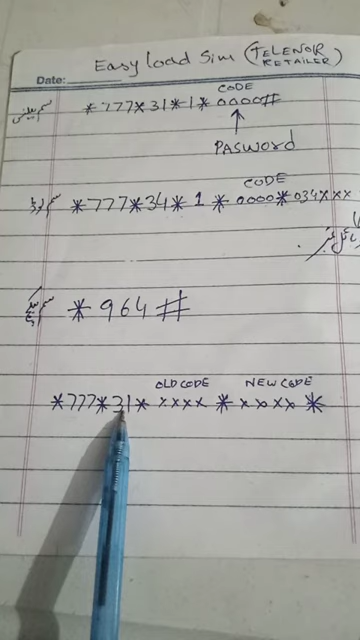 Easy Load Sim (TELENOR RETAILER)
Date:
CODE
*777*31*1*0000#
PASWORD
CODE
*777*34*1*0000*034xxx
*964#
OLD CODE NEW CODE
*777*31*xxxx*xxxx*